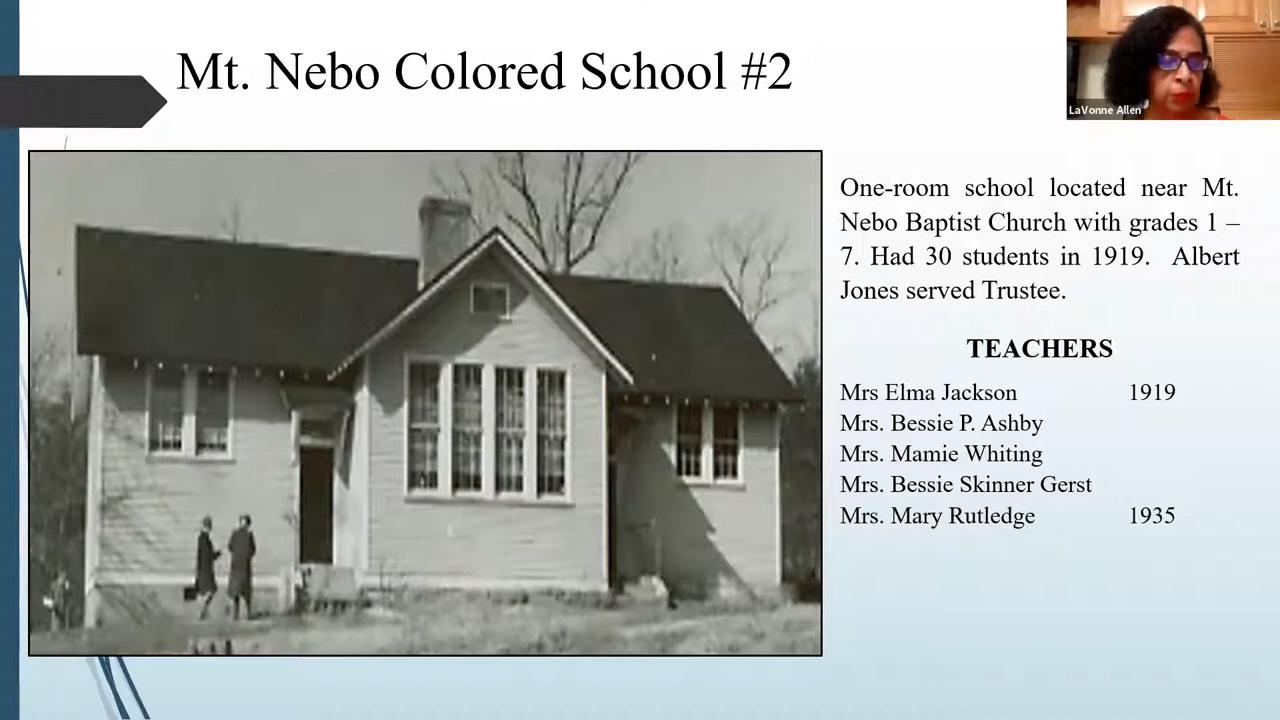 Mt. Nebo Colored School #2
LaVonne Allen
One-room school located near Mt.
Nebo Baptist Church with grades 1 –
7. Had 30 students in 1919. Albert
Jones served Trustee.
TEACHERS
Mrs Elma Jackson 1919
Mrs. Bessie P. Ashby
Mrs. Mamie Whiting
Mrs. Bessie Skinner Gerst
Mrs. Mary Rutledge 1935